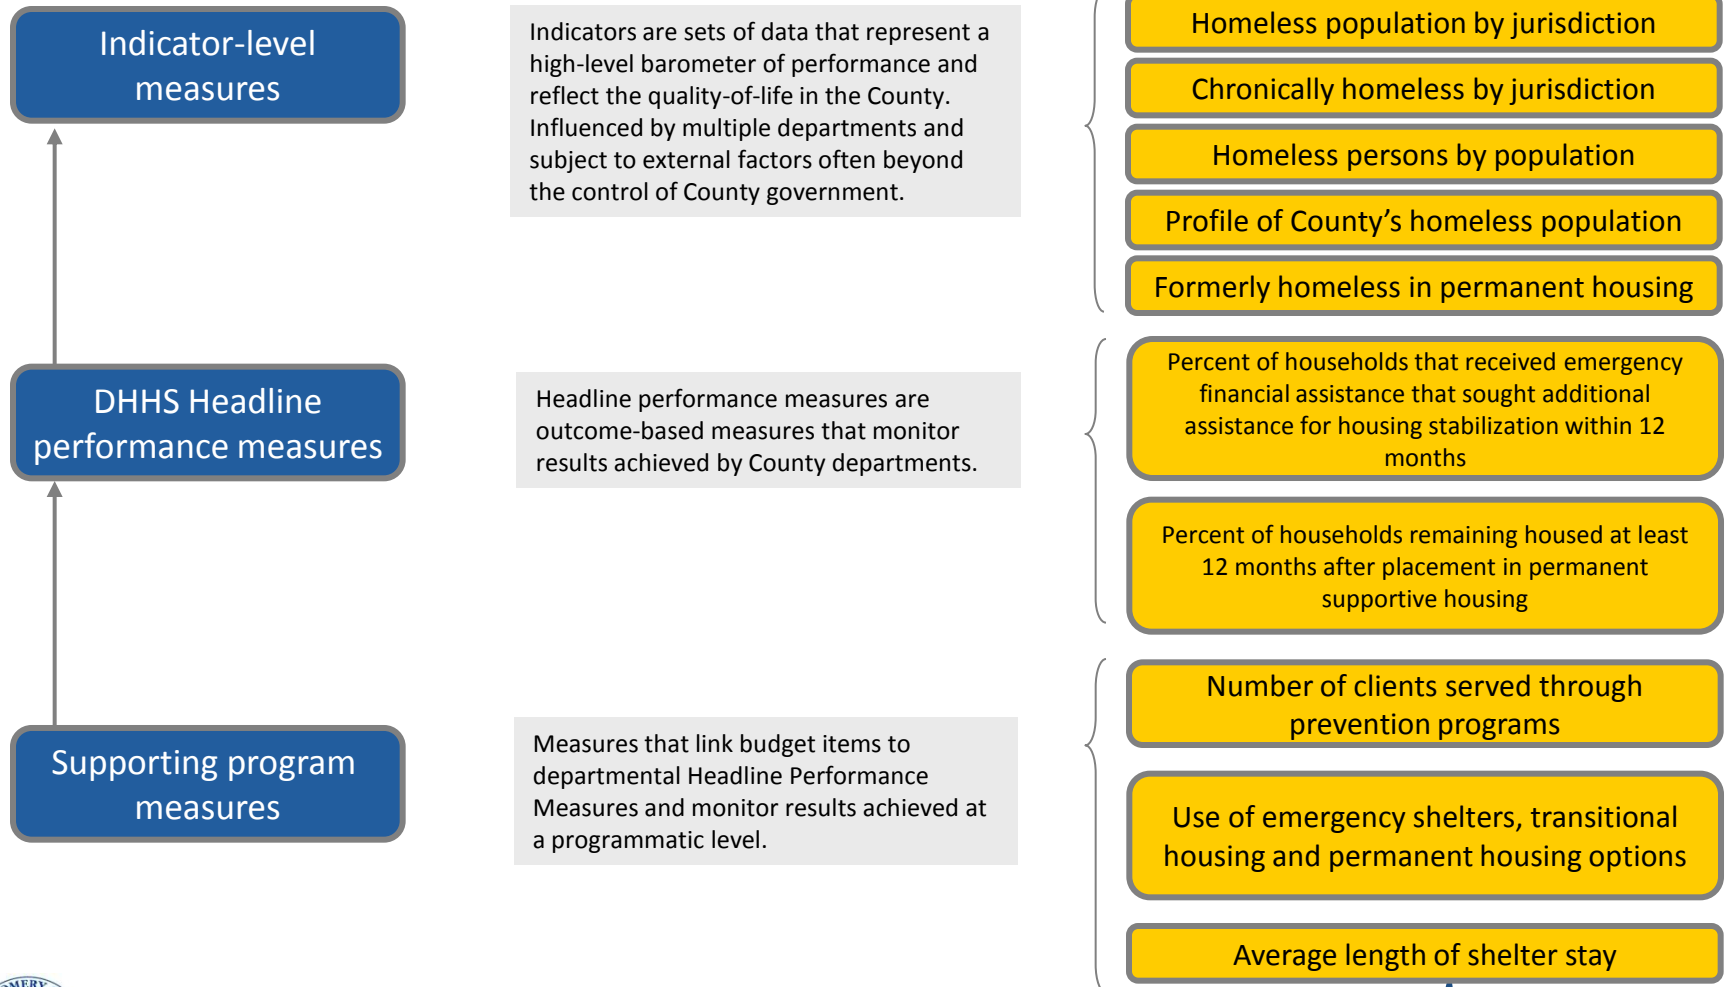 Indicator-level
measures
Indicators are sets of data that represent a
high-level barometer of performance and
reflect the quality-of-life in the County.
Influenced by multiple departments and
subject to external factors often beyond
the control of County government.
Homeless population by jurisdiction
Chronically homeless by jurisdiction
Homeless persons by population
Profile of County’s homeless population
Formerly homeless in permanent housing
DHHS Headline
performance measures
Headline performance measures are
outcome-based measures that monitor
results achieved by County departments.
Percent of households that received emergency
financial assistance that sought additional
assistance for housing stabilization within 12
months
Percent of households remaining housed at least
12 months after placement in permanent
supportive housing
Supporting program
measures
Measures that link budget items to
departmental Headline Performance
Measures and monitor results achieved at
a programmatic level.
Number of clients served through
prevention programs
Use of emergency shelters, transitional
housing and permanent housing options
Average length of shelter stay